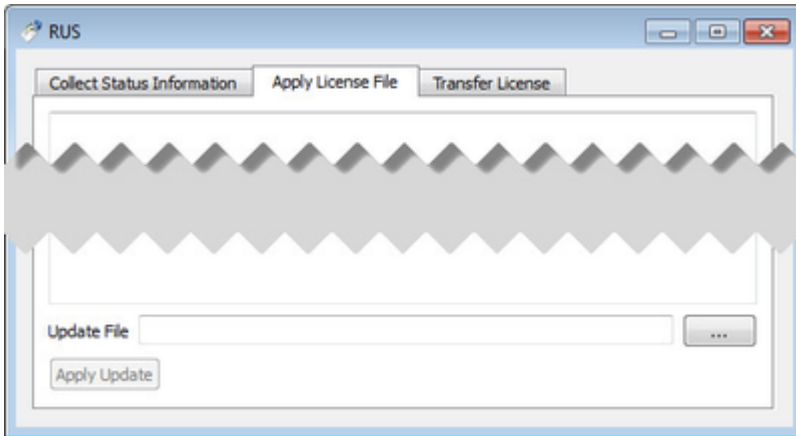 RUS
Collect Status Information Apply License File Transfer License
Update File ...
Apply Update